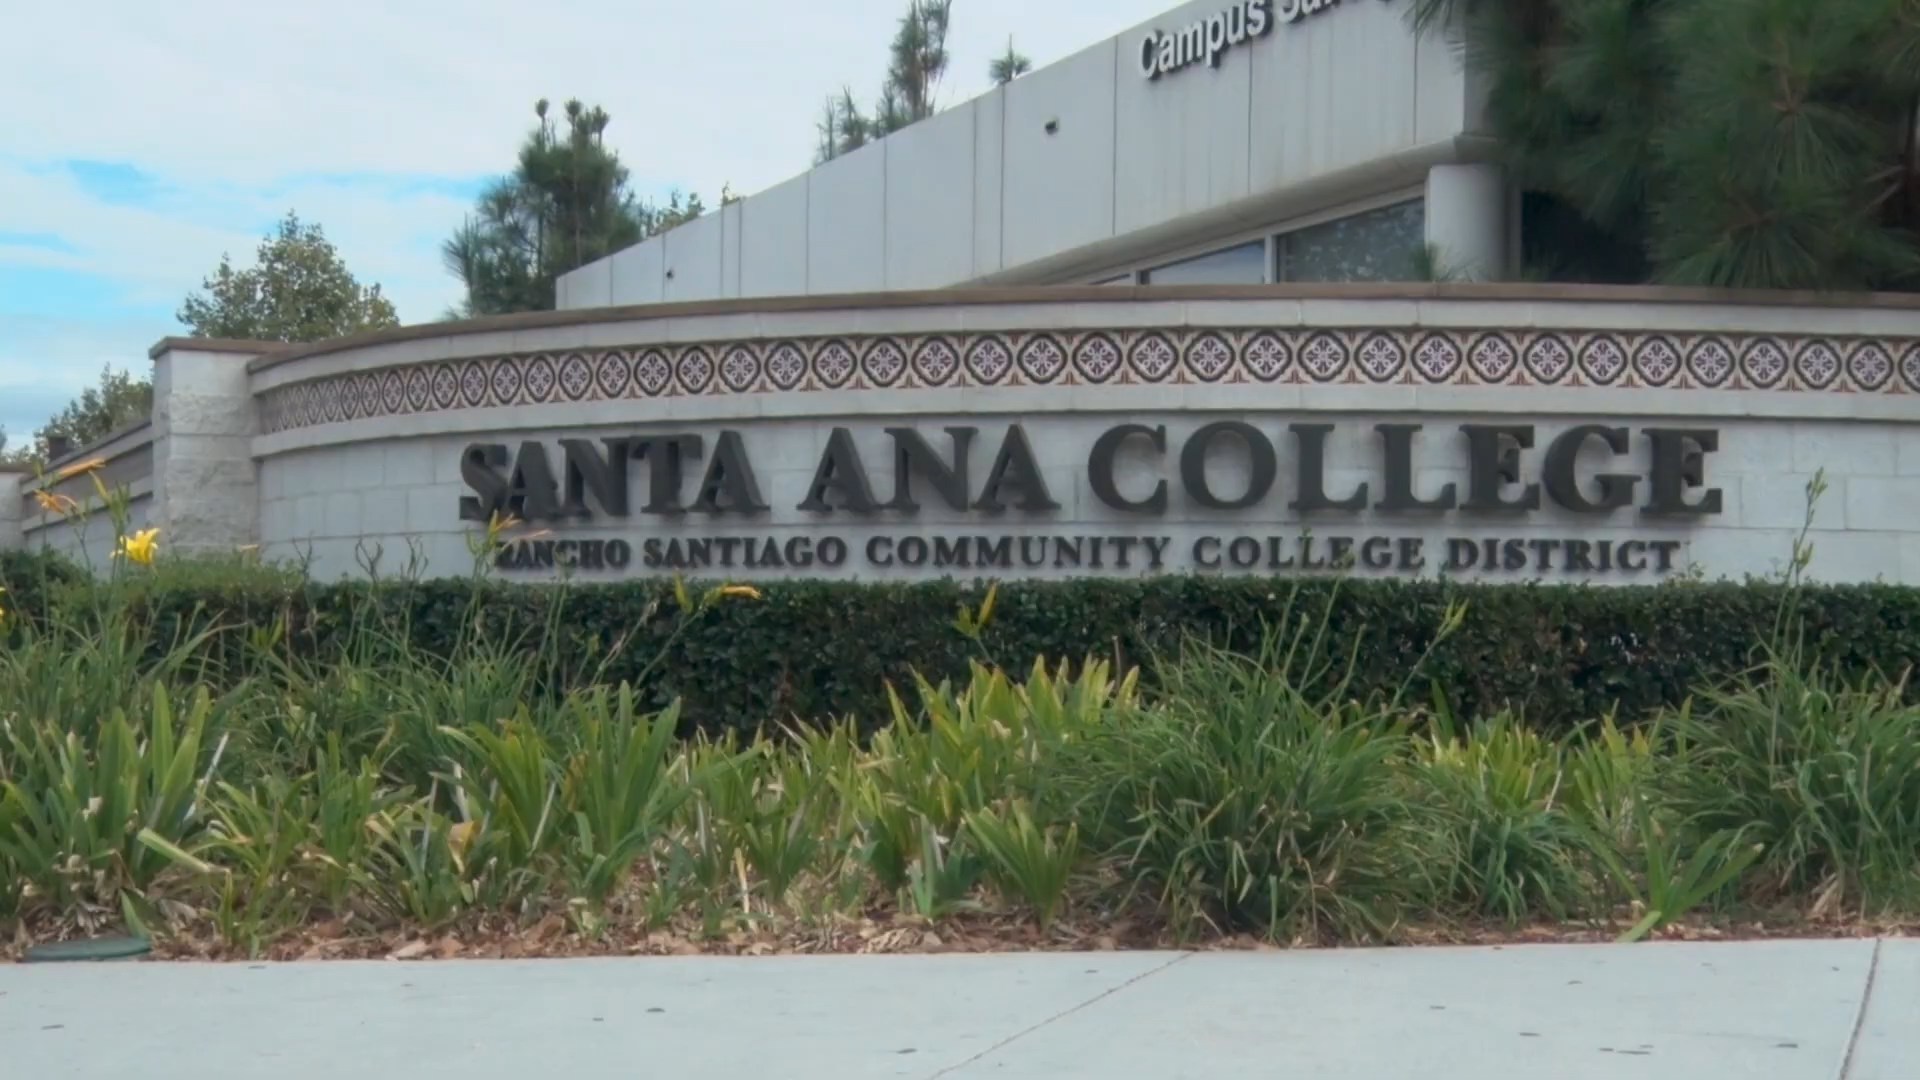 Campus
SANTA ANA COLLEGE
RANCHO SANTIAGO COMMUNITY COLLEGE DISTRICT